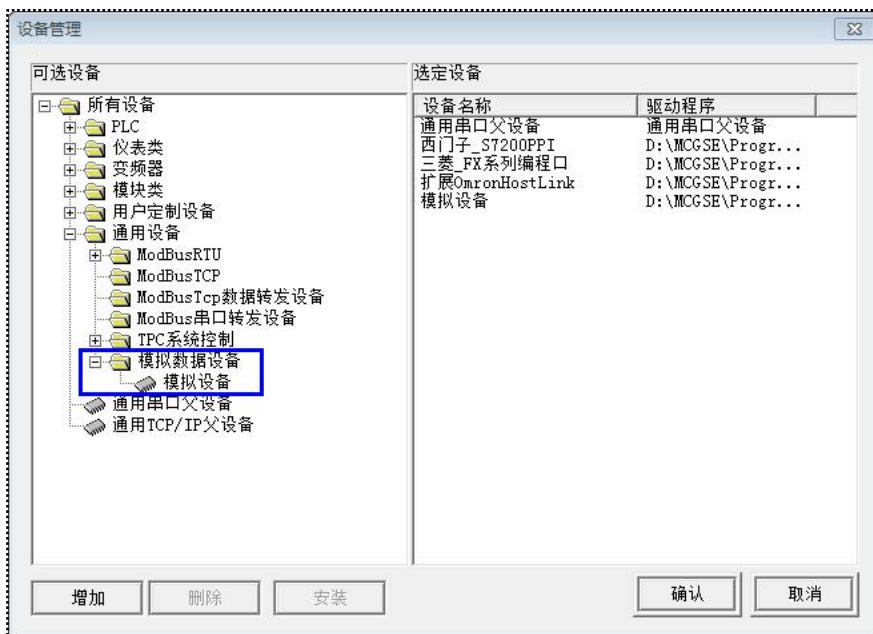 设备管理
可选设备
所有设备
PLC
仪表类
变频器
模块类
用户定制设备
通用设备
ModBusRTU
ModBusTCP
ModBusTcp数据转发设备
ModBus串口转发设备
TPC系统控制
模拟数据设备
模拟设备
通用串口父设备
通用TCP/IP父设备
选定设备
设备名称 驱动程序
通用串口父设备 通用串口父设备
西门子_S7200PPI D:\MCGSE\Progr...
三菱_FX系列编程口 D:\MCGSE\Progr...
扩展OmronHostLink D:\MCGSE\Progr...
模拟设备 D:\MCGSE\Progr...
增加 删除 安装 确认 取消